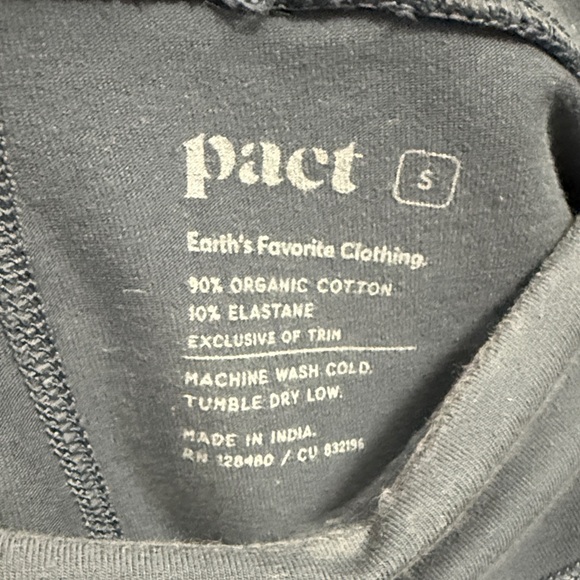 pact S
Earth's Favorite Clothing.
90% ORGANIC COTTON
10% ELASTANE
EXCLUSIVE OF TRIM
MACHINE WASH COLD.
TUMBLE DRY LOW.
MADE IN INDIA.
RN 128480 / CU 832196